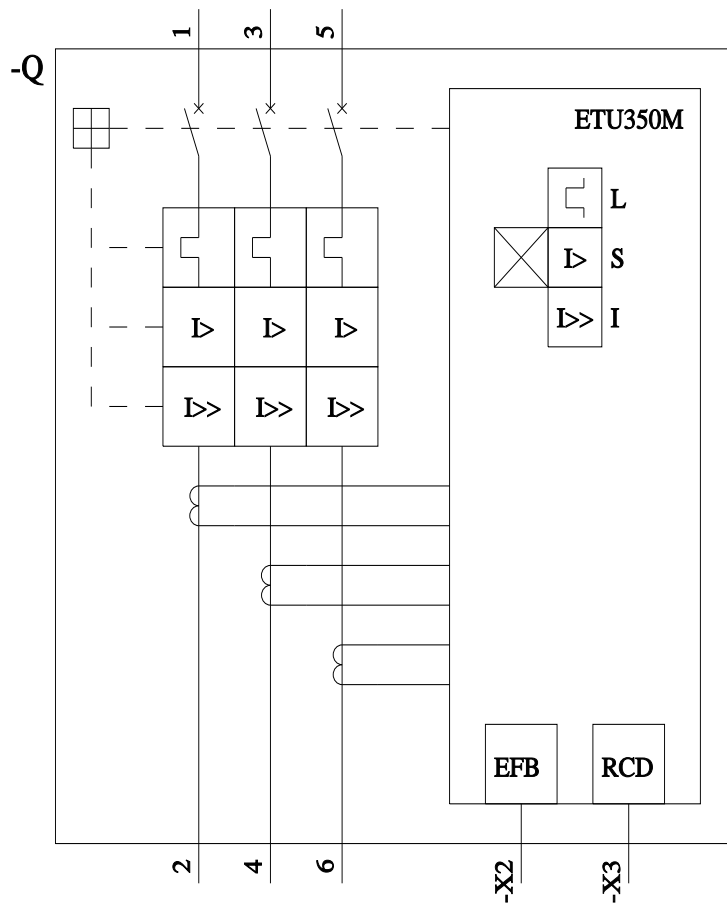 1 3 5
-Q
ETU350M
L
I> S
I> I> I>
I>> I
I>> I>> I>>
EFB RCD
2 4 6 -X2 -X3